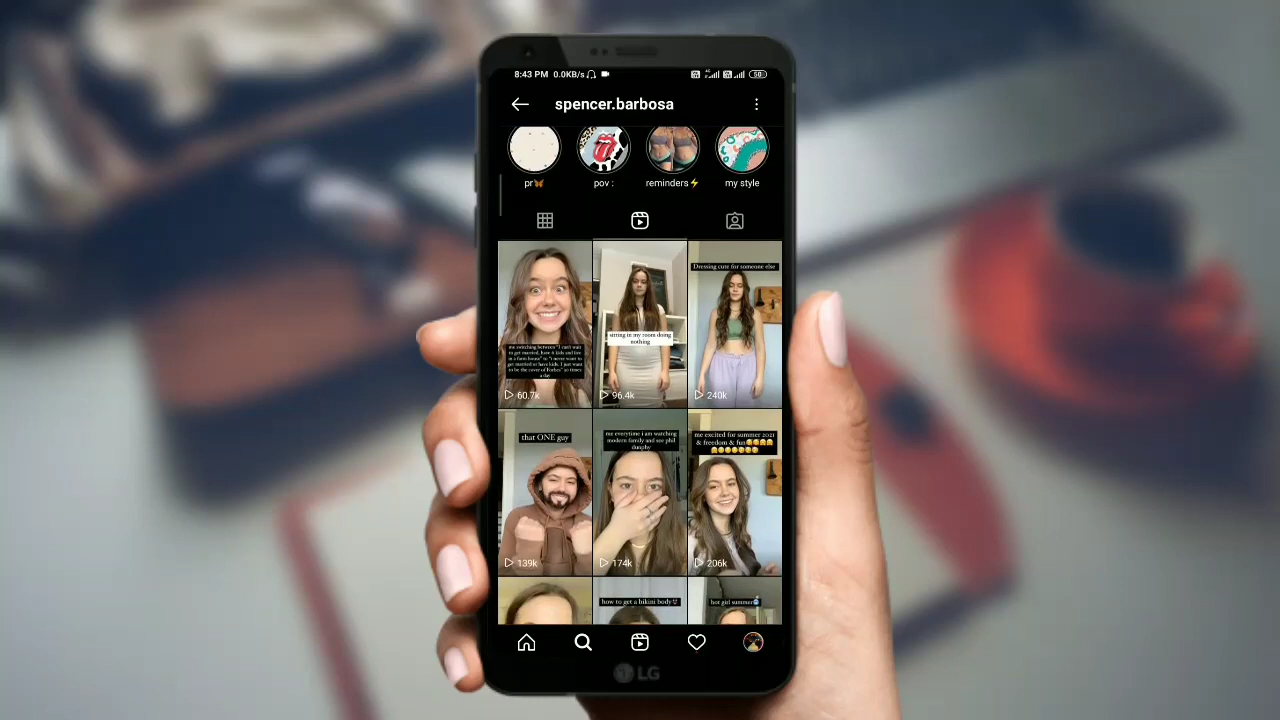 8:43 PM 0.0KB/s
50
spencer.barbosa
pr🦋
pov :
reminders⚡
my style
me switching between "I can't wait
to get married, have 6 kids and live
in a farm house" to "i never want to
get married or have kids. I just want
to be the cover of Forbes" 20 times
a day
60.7k
sitting in my room doing
nothing
96.4k
Dressing cute for someone else
240k
that ONE guy
139k
me everytime i am watching
modern family and see phil
dunphy
174k
me excited for summer 2021
& freedom & fun
206k
how to get a bikini body
hot girl summer
LG